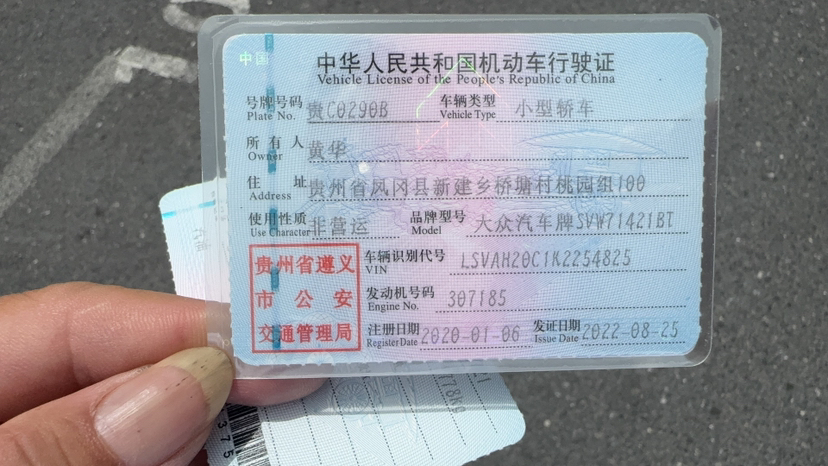 中国
中华人民共和国机动车行驶证
Vehicle License of the People's Republic of China
号牌号码 贵C0290B 车辆类型 小型轿车
Plate No. Vehicle Type
所有人 黄华
Owner
住址 贵州省凤冈县新建乡桥塘村桃园组100
Address
使用性质 非营运 品牌型号 大众汽车牌SVW71421BT
Use Character Model
贵州省遵义
市公安
交通管理局
车辆识别代号 LSVAH20C1K2254825
VIN
发动机号码 307185
Engine No.
注册日期 2020-01-06 发证日期 2022-08-25
Register Date Issue Date
778KG
375